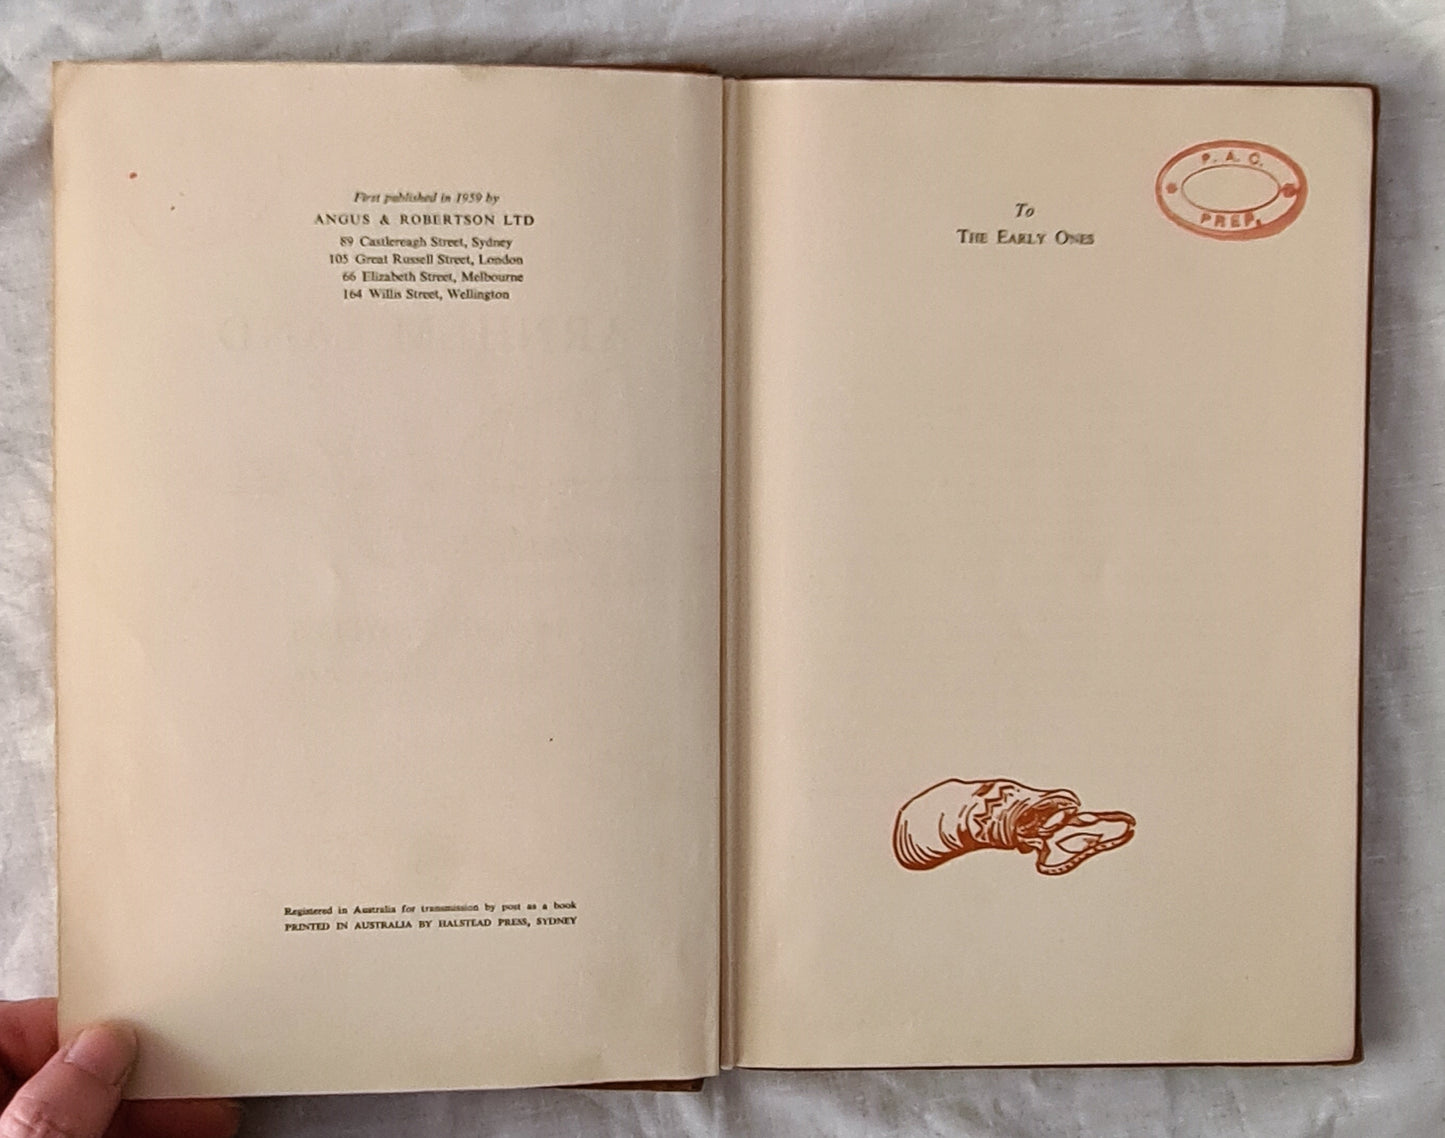 First published in 1959 by
ANGUS & ROBERTSON LTD
89 Castlereagh Street, Sydney
105 Great Russell Street, London
66 Elizabeth Street, Melbourne
164 Willis Street, Wellington
Registered in Australia for transmission by post as a book
PRINTED IN AUSTRALIA BY HALSTEAD PRESS, SYDNEY
P. A. C.
PREP.
To
THE EARLY ONES